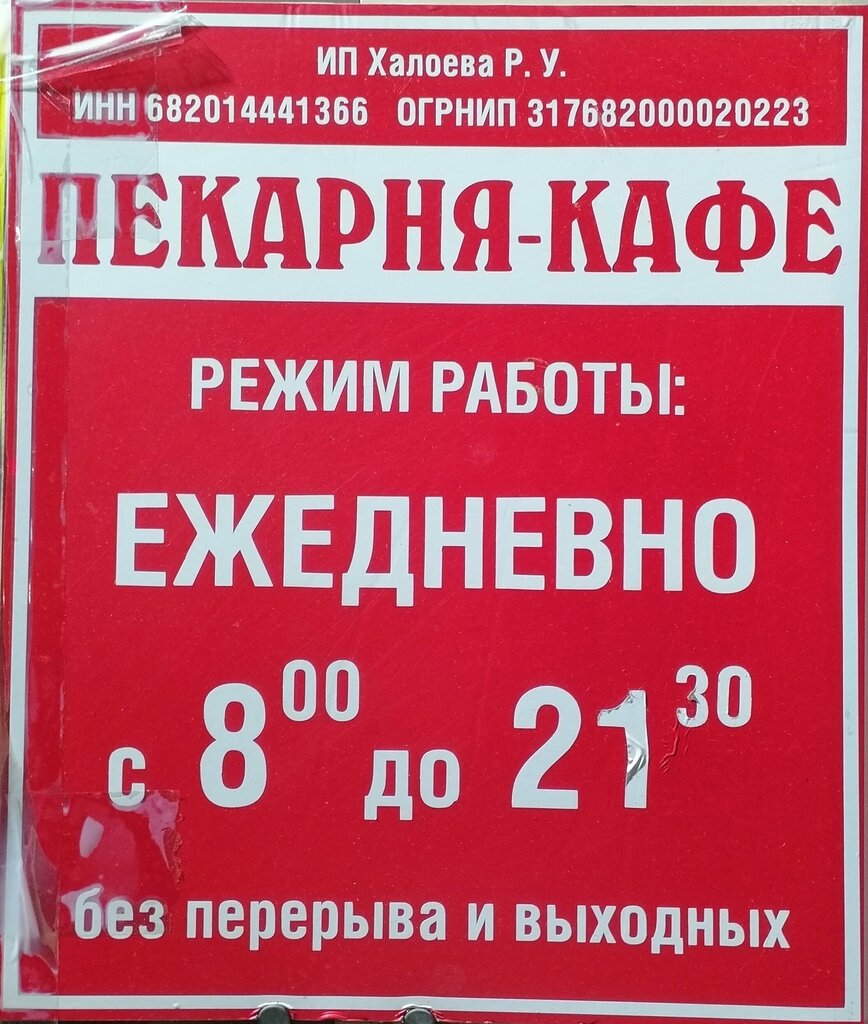 ИП Халоева Р. У.
ИНН 682014441366 ОГРНИП 317682000020223
ПЕКАРНЯ-КАФЕ
РЕЖИМ РАБОТЫ:
ЕЖЕДНЕВНО
с 8⁰⁰ до 21³⁰
без перерыва и выходных